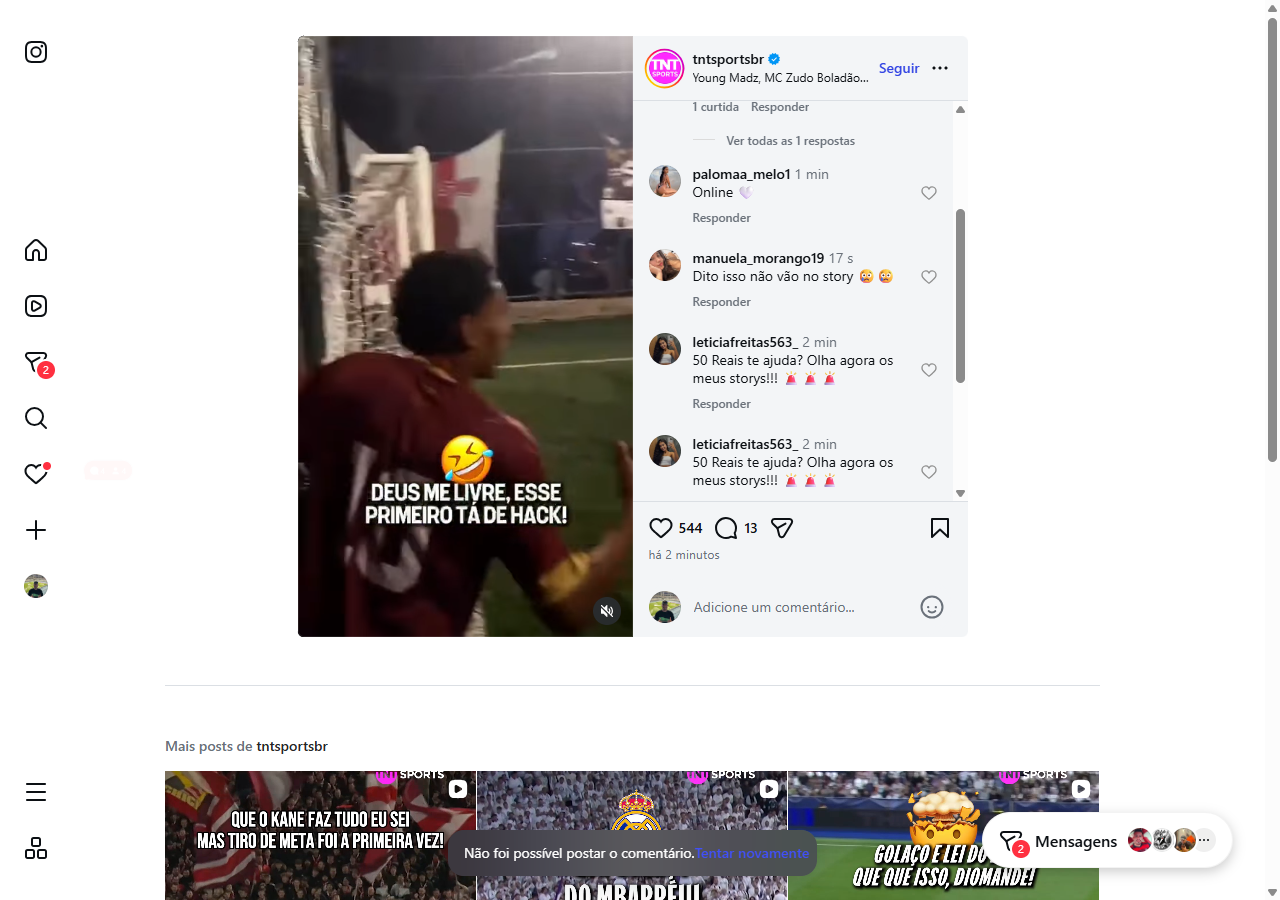 tntsportsbr
Young Madz, MC Zudo Boladão...
Seguir
TNT
SPORTS
1 curtida Responder
Ver todas as 1 respostas
palomaa_melo1 1 min
Online
Responder
manuela_morango19 17 s
Dito isso não vão no story
Responder
leticiafreitas563_ 2 min
50 Reais te ajuda? Olha agora os
meus storys!!!
Responder
leticiafreitas563_ 2 min
50 Reais te ajuda? Olha agora os
meus storys!!!
DEUS ME LIVRE, ESSE
PRIMEIRO TÁ DE HACK!
544 13
há 2 minutos
Adicione um comentário...
2
Mais posts de tntsportsbr
TNT SPORTS
QUE O KANE FAZ TUDO EU SEI
MAS TIRO DE META FOI A PRIMEIRA VEZ!
TNT SPORTS
DO MBAPPÉ!!
TNT SPORTS
GOLAÇO E LEI DO
QUE QUE ISSO, DIOMANDE!
Não foi possível postar o comentário. Tentar novamente
2
Mensagens